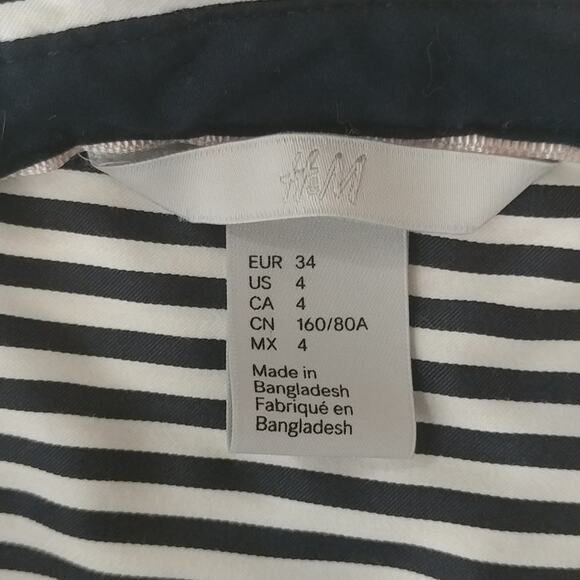 H&M
EUR 34
US 4
CA 4
CN 160/80A
MX 4
Made in
Bangladesh
Fabriqué en
Bangladesh